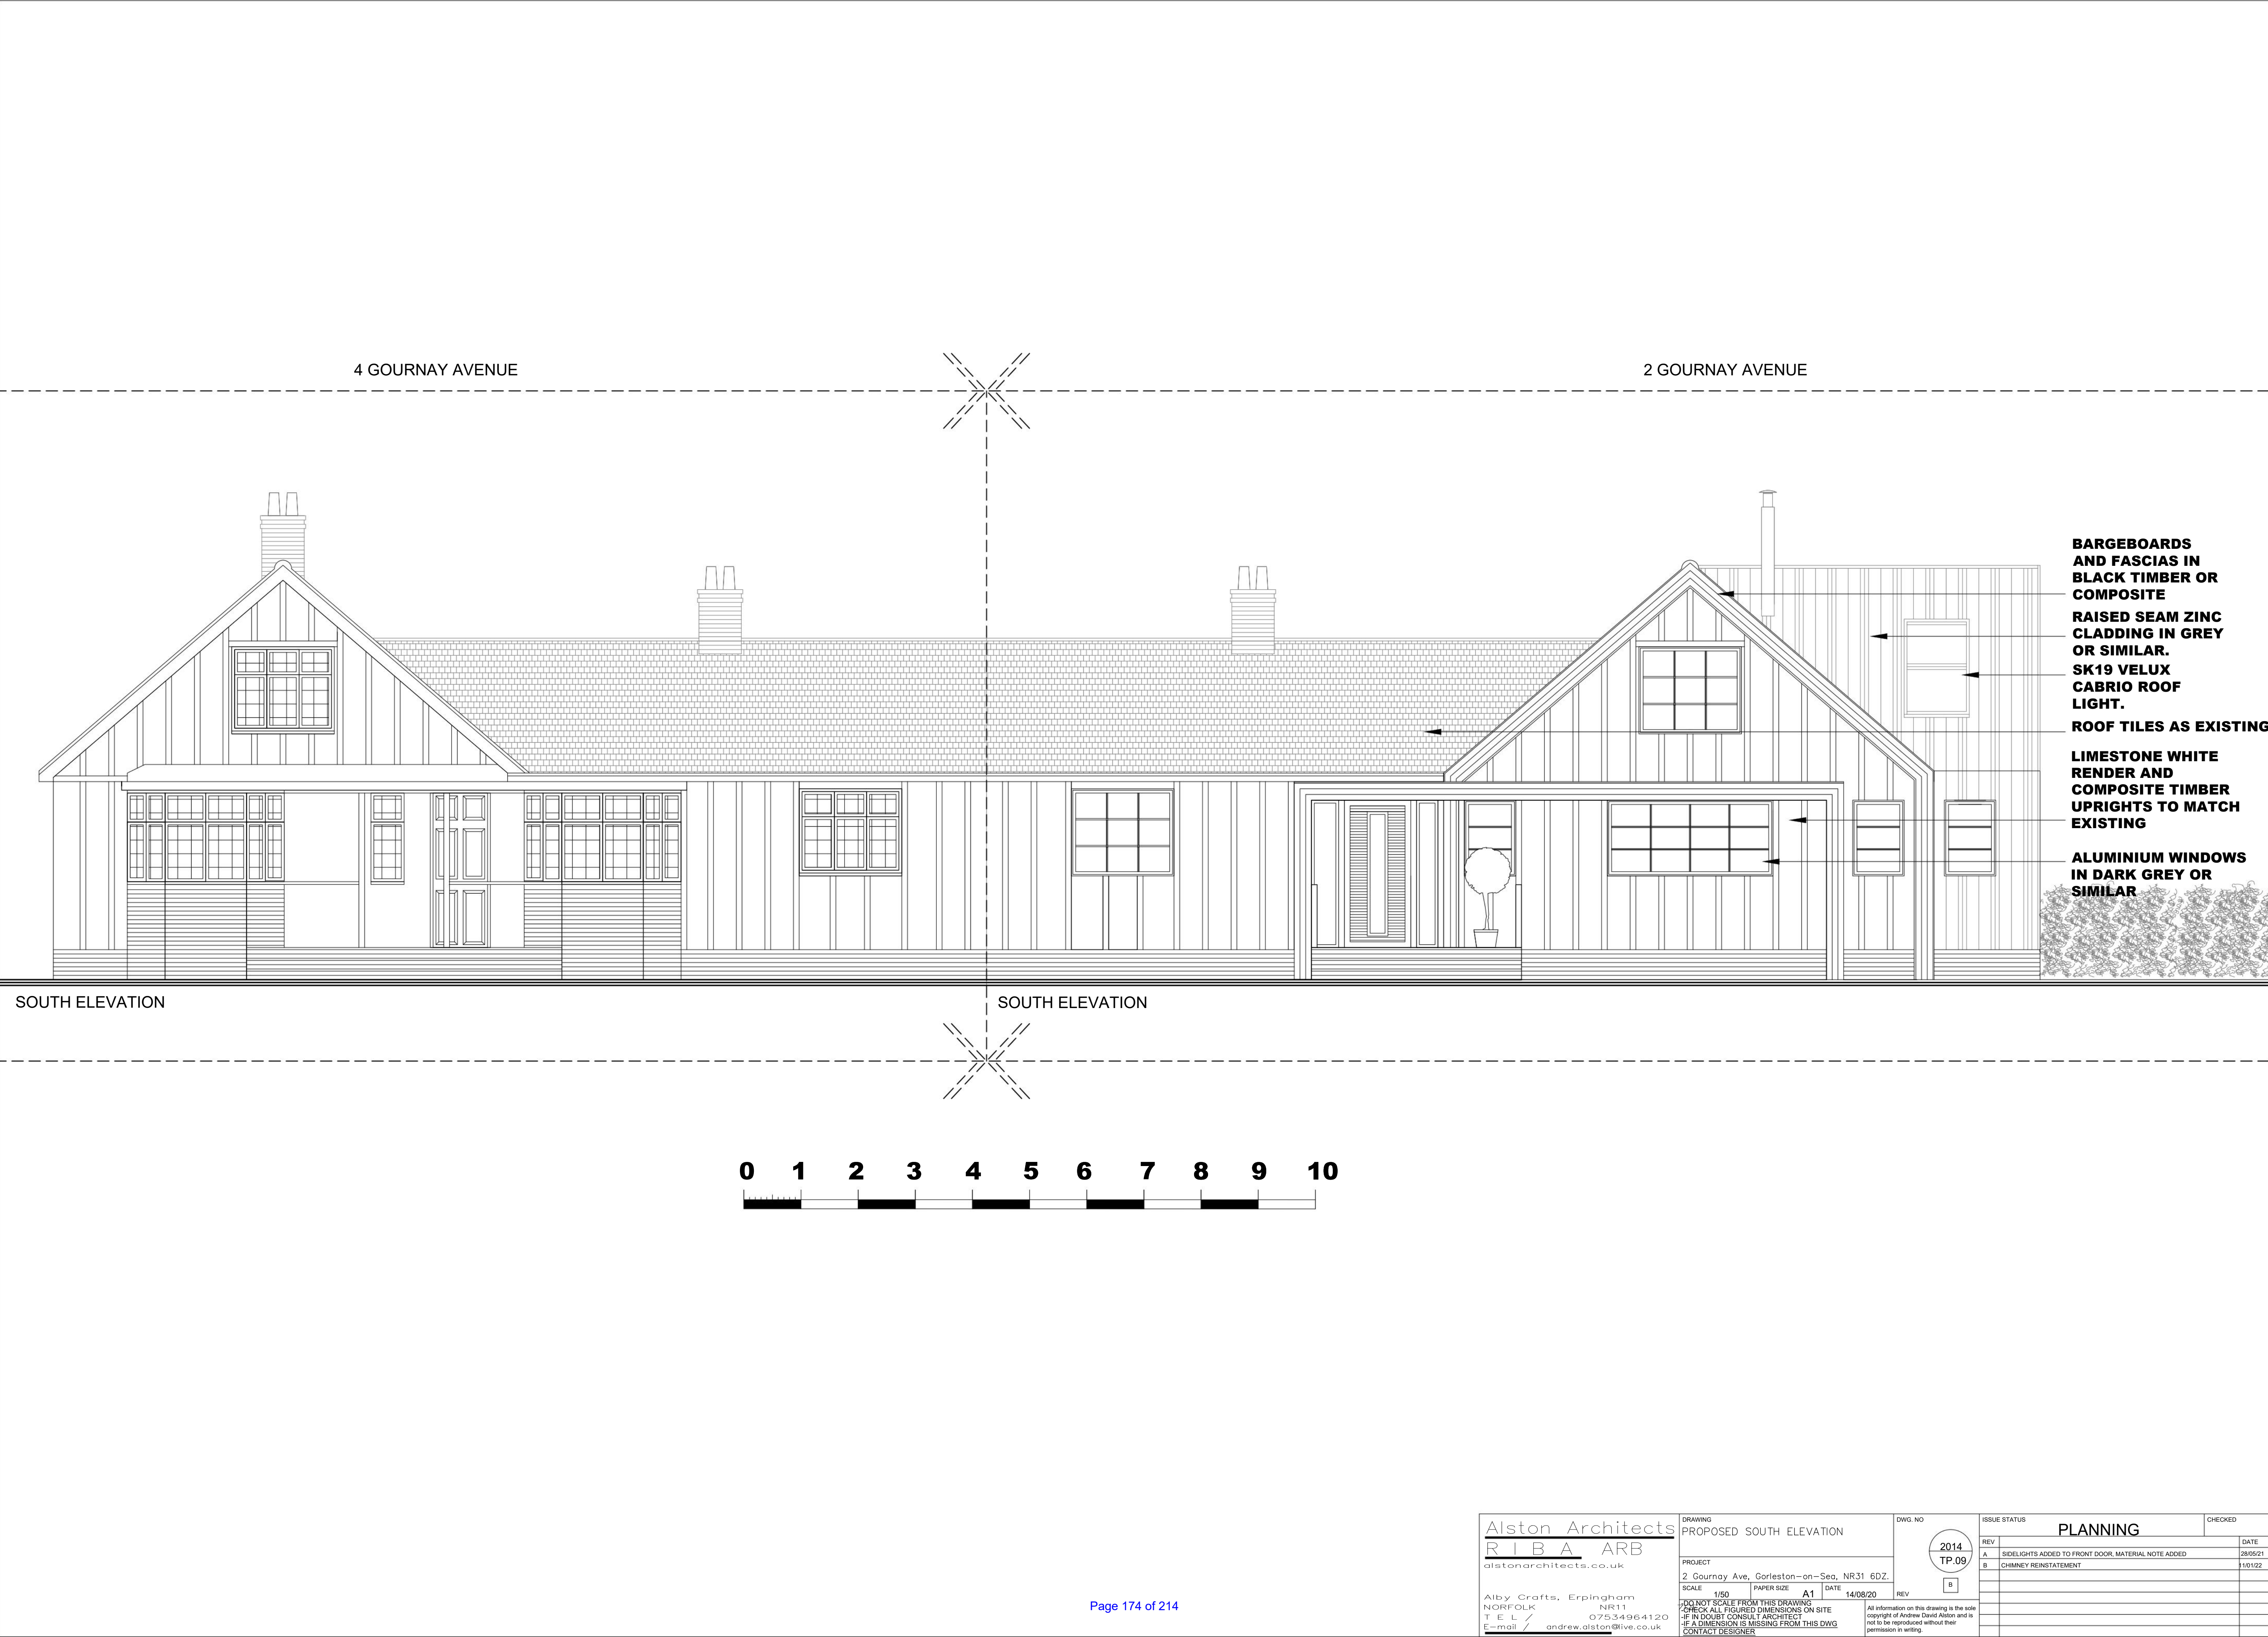 4 GOURNAY AVENUE
2 GOURNAY AVENUE
BARGEBOARDS
AND FASCIAS IN
BLACK TIMBER OR
COMPOSITE
RAISED SEAM ZINC
CLADDING IN GREY
OR SIMILAR.
SK19 VELUX
CABRIO ROOF
LIGHT.
ROOF TILES AS EXISTING
LIMESTONE WHITE
RENDER AND
COMPOSITE TIMBER
UPRIGHTS TO MATCH
EXISTING
ALUMINIUM WINDOWS
IN DARK GREY OR
SIMILAR
SOUTH ELEVATION
SOUTH ELEVATION
0 1 2 3 4 5 6 7 8 9 10
Page 174 of 214
Alston Architects
R I B A ARB
alstonarchitects.co.uk
Alby Crafts, Erpingham
NORFOLK NR11
T E L / 07534964120
E-mail / andrew.alston@live.co.uk
DRAWING
PROPOSED SOUTH ELEVATION
PROJECT
2 Gournay Ave, Gorleston-on-Sea, NR31 6DZ.
SCALE 1/50
PAPER SIZE A1
DATE 14/08/20
-DO NOT SCALE FROM THIS DRAWING
-CHECK ALL FIGURED DIMENSIONS ON SITE
-IF IN DOUBT CONSULT ARCHITECT
-IF A DIMENSION IS MISSING FROM THIS DWG
CONTACT DESIGNER
DWG. NO
2014
TP.09
B
REV
All information on this drawing is the sole
copyright of Andrew David Alston and is
not to be reproduced without their
permission in writing.
ISSUE STATUS
PLANNING
CHECKED
REV DATE
A SIDELIGHTS ADDED TO FRONT DOOR, MATERIAL NOTE ADDED 28/05/21
B CHIMNEY REINSTATEMENT 11/01/22